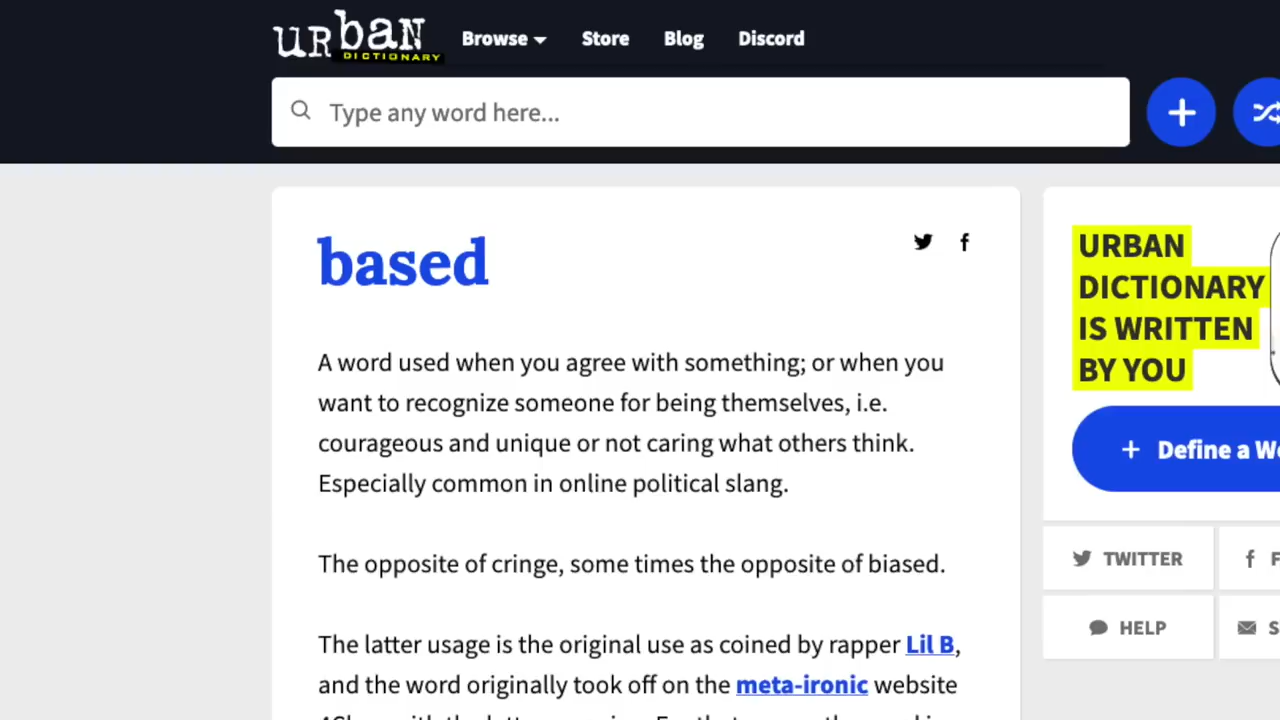 urban
DICTIONARY
Browse
Store
Blog
Discord
Type any word here...
based
A word used when you agree with something; or when you
want to recognize someone for being themselves, i.e.
courageous and unique or not caring what others think.
Especially common in online political slang.
The opposite of cringe, some times the opposite of biased.
The latter usage is the original use as coined by rapper Lil B,
and the word originally took off on the meta-ironic website
URBAN
DICTIONARY
IS WRITTEN
BY YOU
+ Define a
TWITTER
HELP